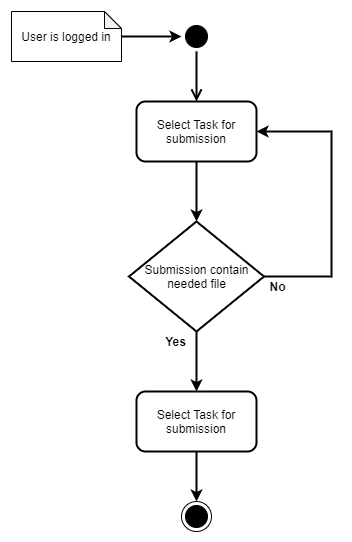 User is logged in
Select Task for
submission
Submission contain
needed file
No
Yes
Select Task for
submission